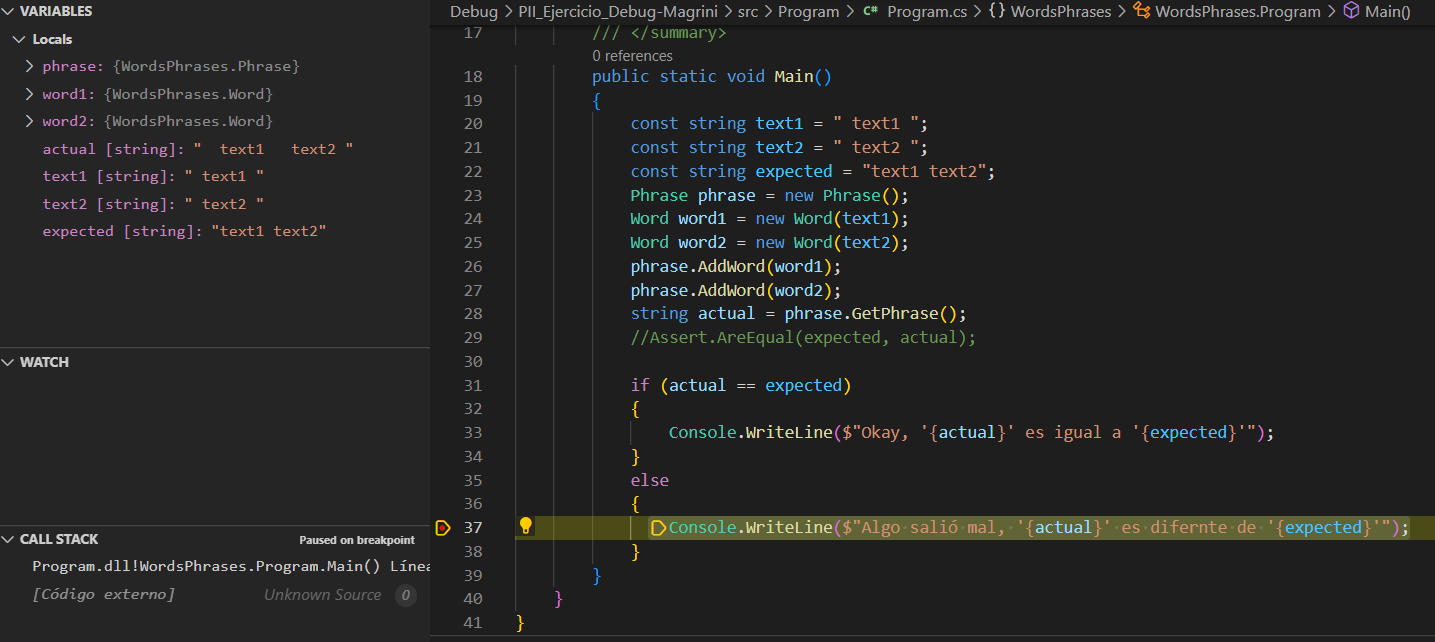 VARIABLES
Locals
phrase: {WordsPhrases.Phrase}
word1: {WordsPhrases.Word}
word2: {WordsPhrases.Word}
actual [string]: "  text1   text2 "
text1 [string]: " text1 "
text2 [string]: " text2 "
expected [string]: "text1 text2"
WATCH
CALL STACK Paused on breakpoint
Program.dll!WordsPhrases.Program.Main() Línea
[Código externo] Unknown Source 0
Debug > PII_Ejercicio_Debug-Magrini > src > Program > C# Program.cs > {} WordsPhrases > WordsPhrases.Program > Main()
17 /// </summary>
0 references
18 public static void Main()
19 {
20 const string text1 = " text1 ";
21 const string text2 = " text2 ";
22 const string expected = "text1 text2";
23 Phrase phrase = new Phrase();
24 Word word1 = new Word(text1);
25 Word word2 = new Word(text2);
26 phrase.AddWord(word1);
27 phrase.AddWord(word2);
28 string actual = phrase.GetPhrase();
29 //Assert.AreEqual(expected, actual);
30
31 if (actual == expected)
32 {
33 Console.WriteLine($"Okay, '{actual}' es igual a '{expected}'");
34 }
35 else
36 {
37 Console.WriteLine($"Algo salió mal, '{actual}' es difernte de '{expected}'");
38 }
39 }
40 }
41 }